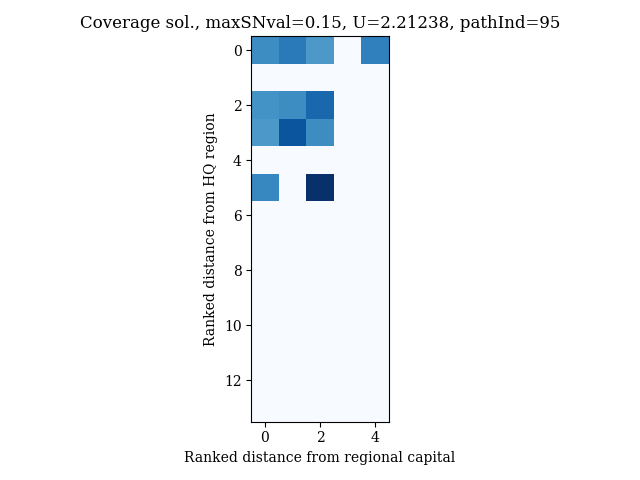 Coverage sol., maxSNval=0.15, U=2.21238, pathInd=95
Ranked distance from HQ region
0
2
4
6
8
10
12
0 2 4
Ranked distance from regional capital